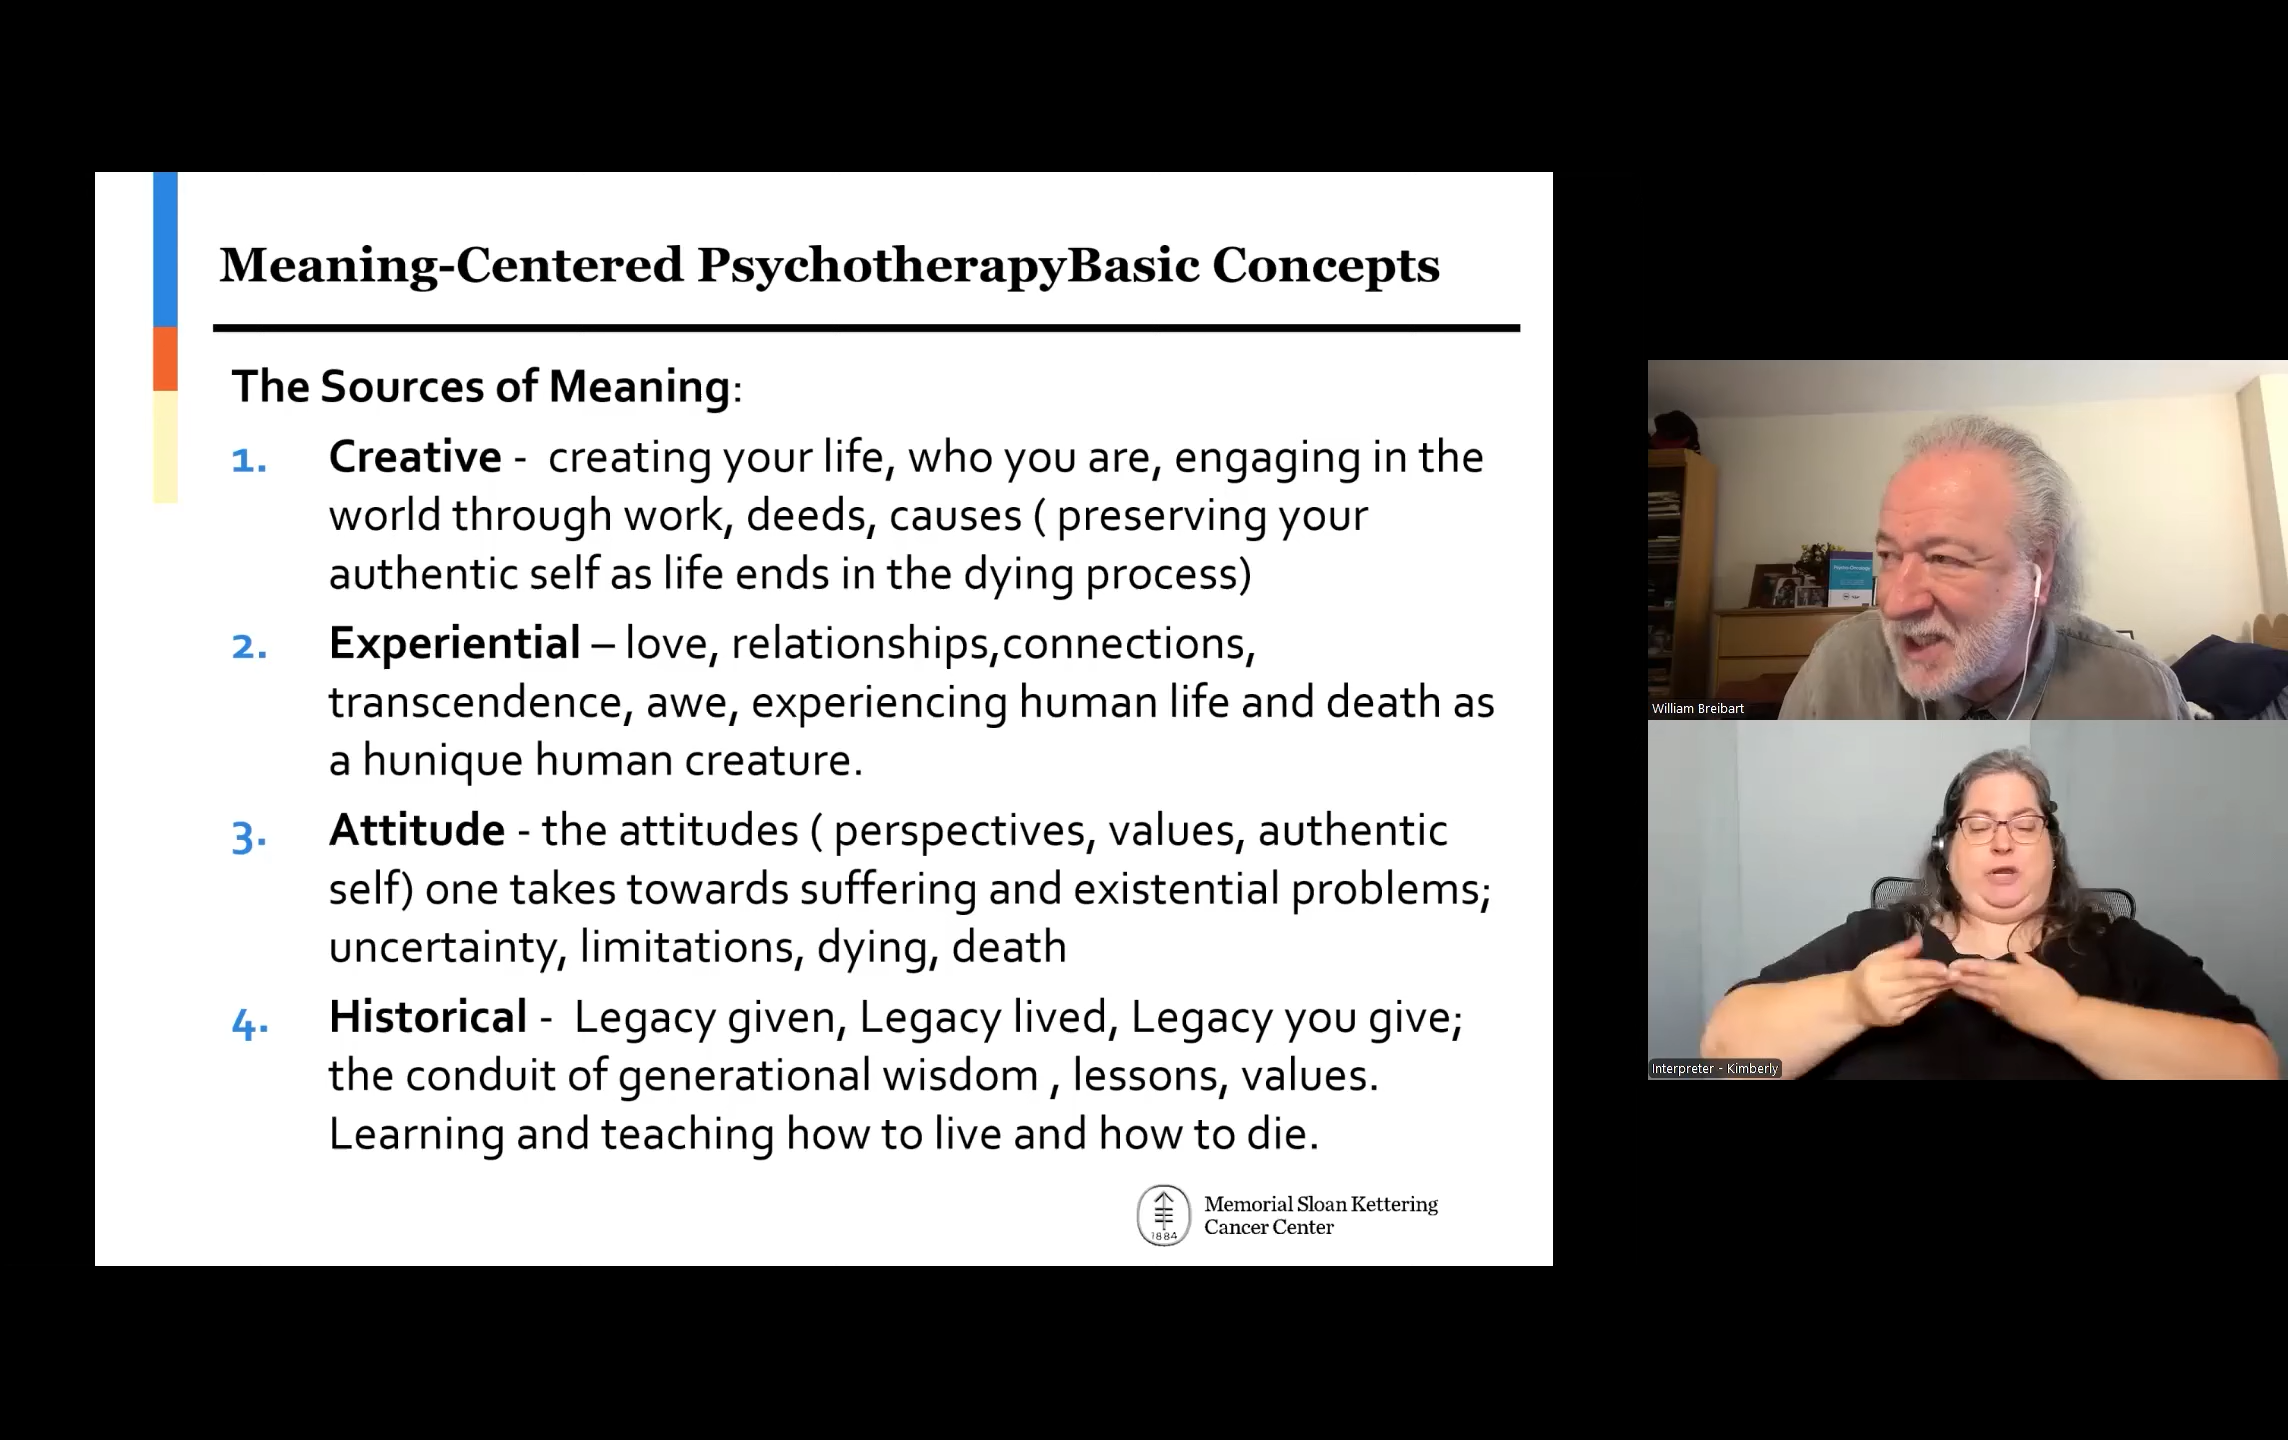 Meaning-Centered PsychotherapyBasic Concepts
The Sources of Meaning:
1. Creative - creating your life, who you are, engaging in the
world through work, deeds, causes ( preserving your
authentic self as life ends in the dying process)
2. Experiential – love, relationships,connections,
transcendence, awe, experiencing human life and death as
a hunique human creature.
3. Attitude - the attitudes ( perspectives, values, authentic
self) one takes towards suffering and existential problems;
uncertainty, limitations, dying, death
4. Historical - Legacy given, Legacy lived, Legacy you give;
the conduit of generational wisdom , lessons, values.
Learning and teaching how to live and how to die.
1884
Memorial Sloan Kettering
Cancer Center
Psycho-Oncology
William Breibart
Interpreter - Kimberly